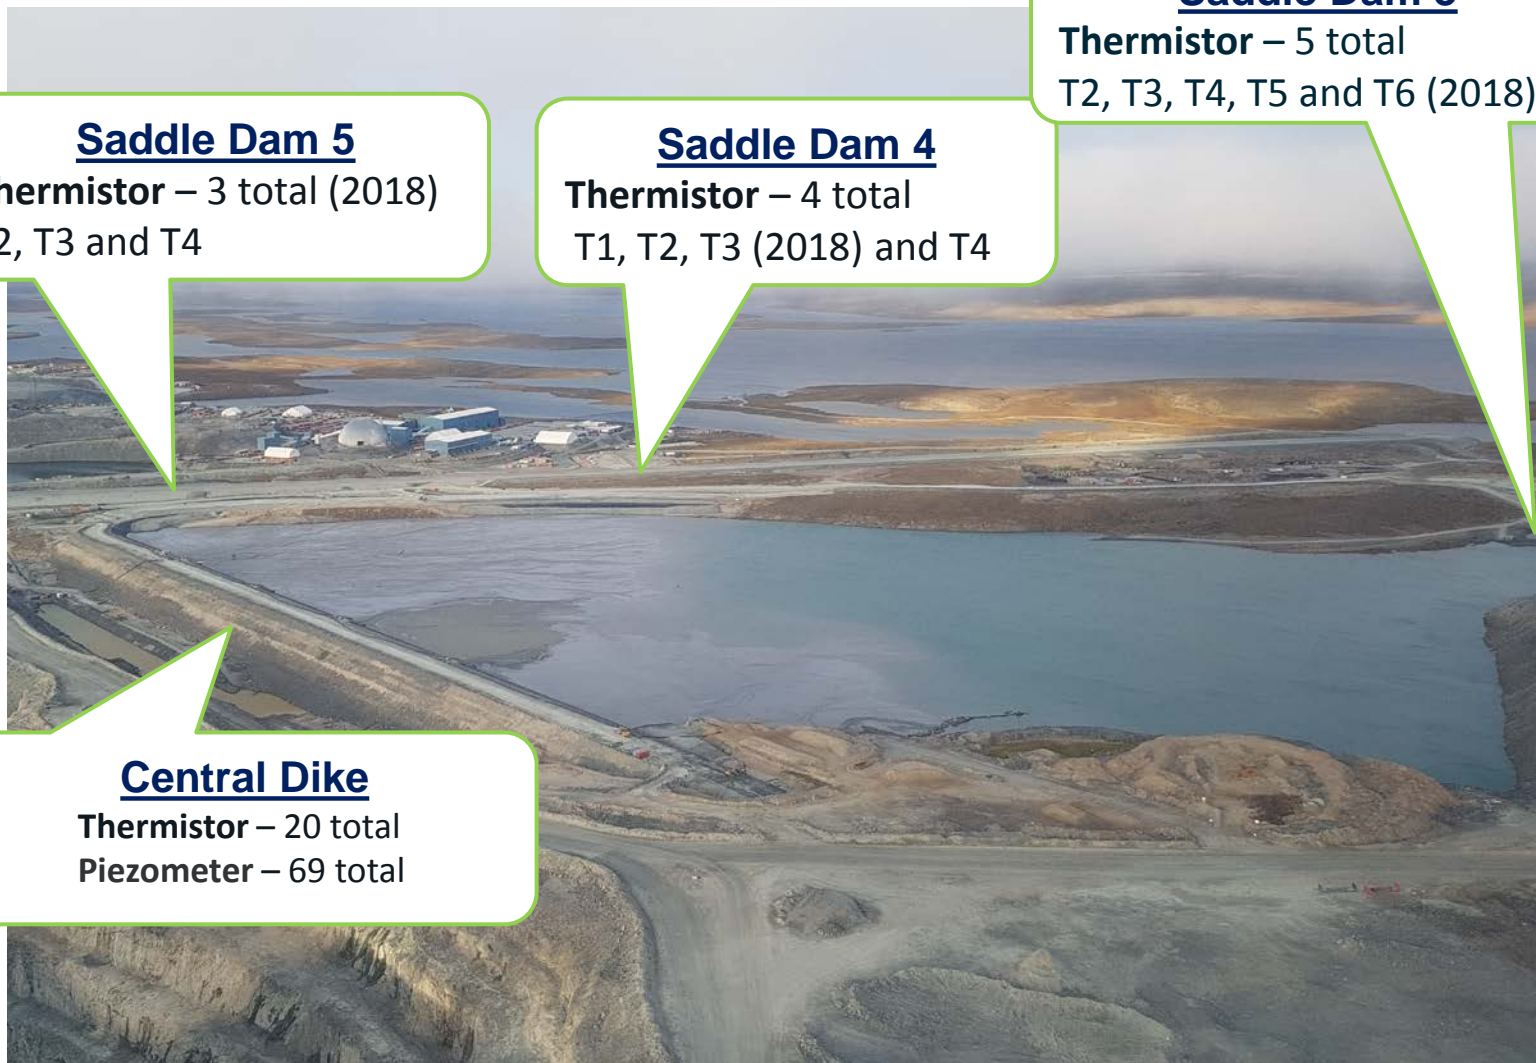 Thermistor – 5 total
T2, T3, T4, T5 and T6 (2018)
Saddle Dam 5
hermistor – 3 total (2018)
2, T3 and T4
Saddle Dam 4
Thermistor – 4 total
T1, T2, T3 (2018) and T4
Central Dike
Thermistor – 20 total
Piezometer – 69 total